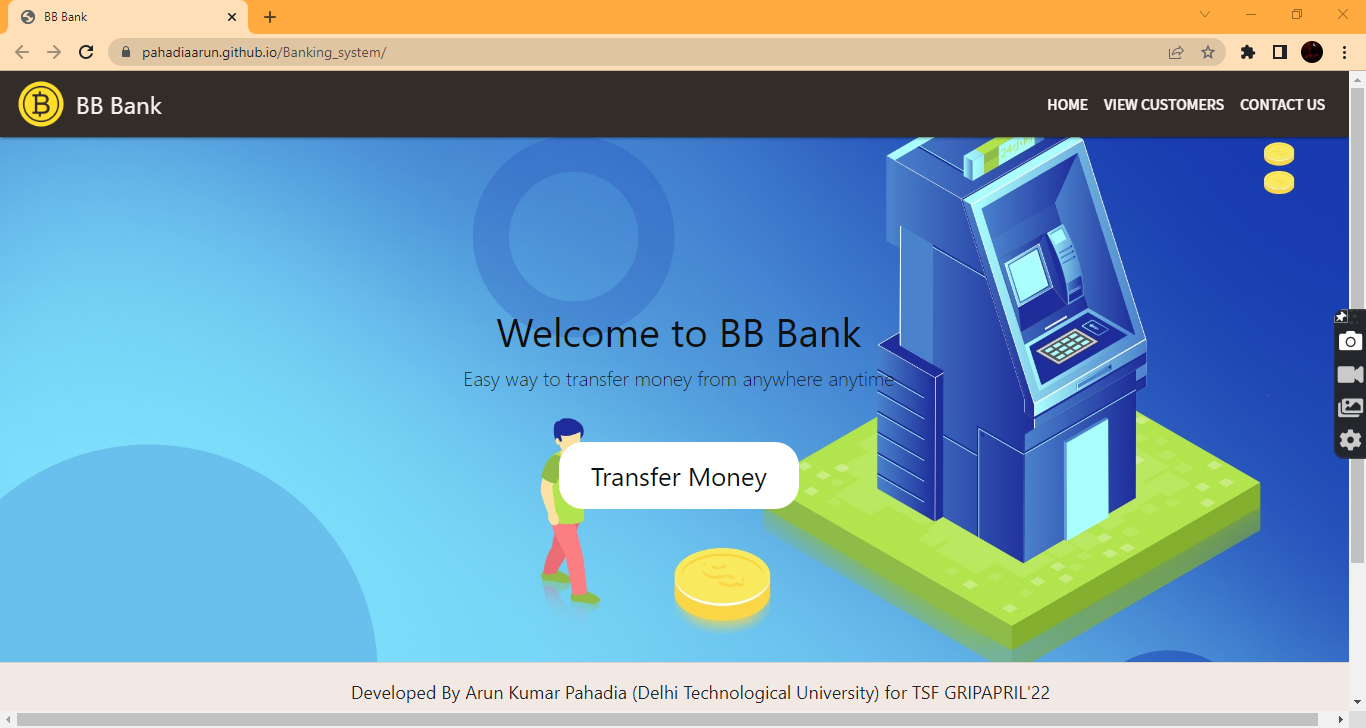 BB Bank
pahadiaarun.github.io/Banking_system/
BB Bank
HOME VIEW CUSTOMERS CONTACT US
Welcome to BB Bank
Easy way to transfer money from anywhere anytime
Transfer Money
Developed By Arun Kumar Pahadia (Delhi Technological University) for TSF GRIPAPRIL'22